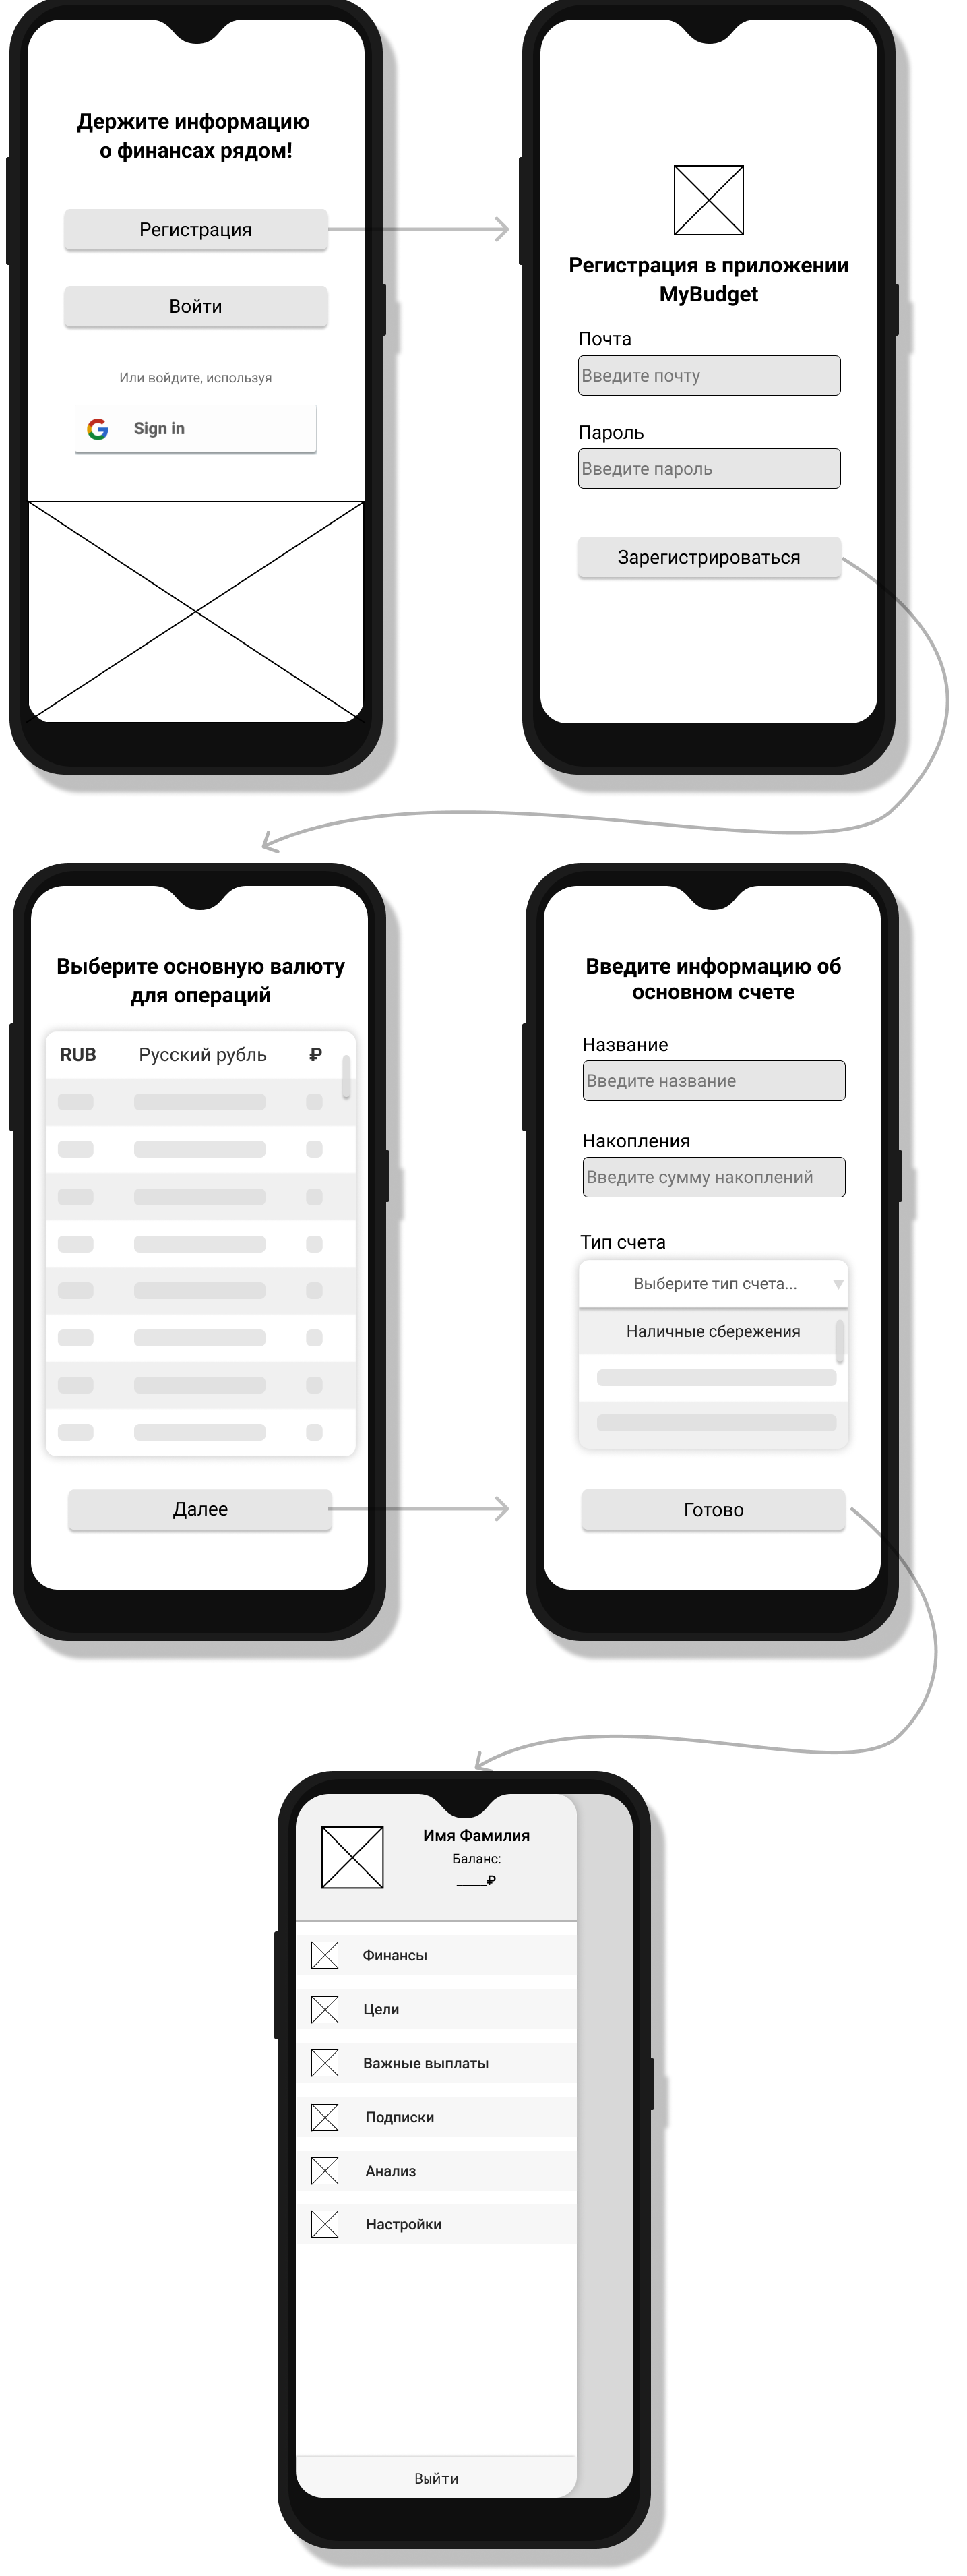 Держите информацию
о финансах рядом!
Регистрация
Войти
Или войдите, используя
Sign in
Регистрация в приложении
MyBudget
Почта
Введите почту
Пароль
Введите пароль
Зарегистрироваться
Выберите основную валюту
для операций
RUB Русский рубль ₽
Далее
Введите информацию об
основном счете
Название
Введите название
Накопления
Введите сумму накоплений
Тип счета
Выберите тип счета...
Наличные сбережения
Готово
Имя Фамилия
Баланс:
_____₽
Финансы
Цели
Важные выплаты
Подписки
Анализ
Настройки
Выйти